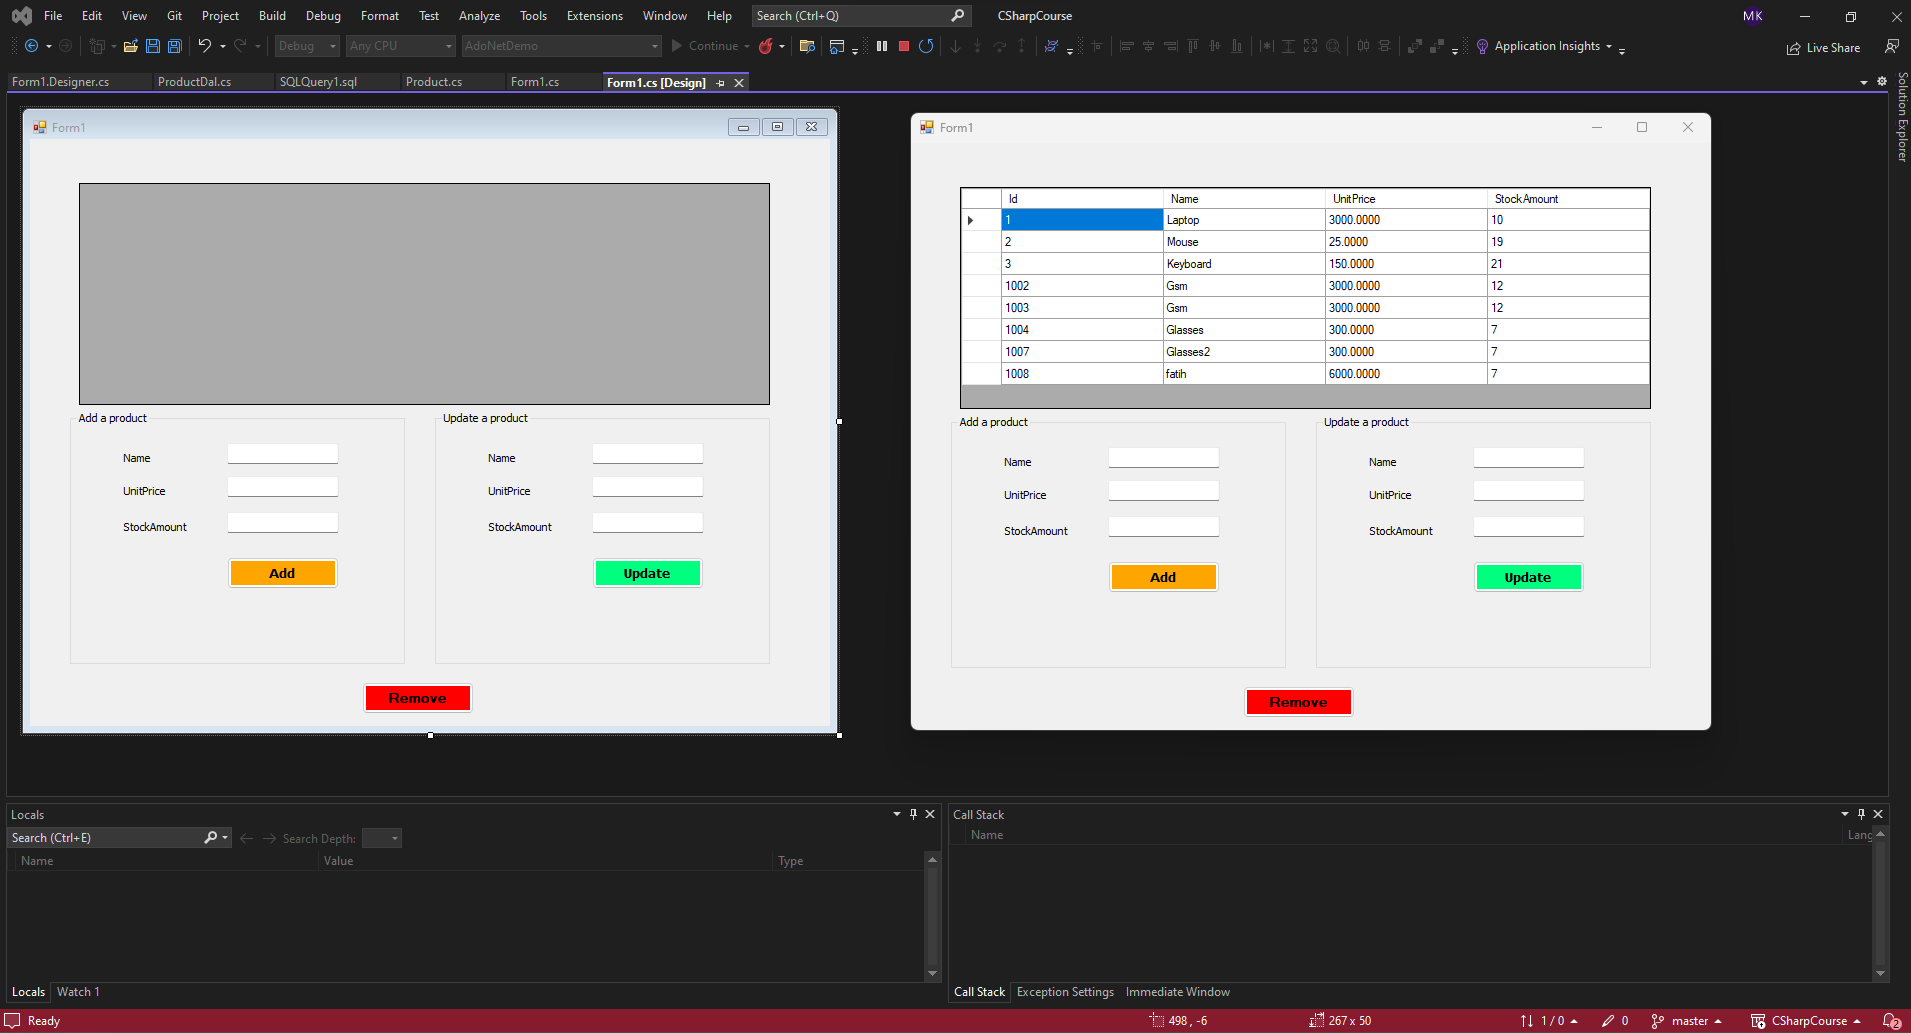 File Edit View Git Project Build Debug Format Test Analyze Tools Extensions Window Help Search (Ctrl+Q) CSharpCourse MK
Debug Any CPU AdoNetDemo Continue Application Insights Live Share
Form1.Designer.cs ProductDal.cs SQLQuery1.sql Product.cs Form1.cs Form1.cs [Design]
Solution Explorer
Form1
Add a product
Name
UnitPrice
StockAmount
Add
Update a product
Name
UnitPrice
StockAmount
Update
Remove
Form1
Id Name UnitPrice StockAmount
1 Laptop 3000.0000 10
2 Mouse 25.0000 19
3 Keyboard 150.0000 21
1002 Gsm 3000.0000 12
1003 Gsm 3000.0000 12
1004 Glasses 300.0000 7
1007 Glasses2 300.0000 7
1008 fatih 6000.0000 7
Add a product
Name
UnitPrice
StockAmount
Add
Update a product
Name
UnitPrice
StockAmount
Update
Remove
Locals
Search (Ctrl+E) Search Depth:
Name Value Type
Locals Watch 1
Call Stack
Name Lang
Call Stack Exception Settings Immediate Window
Ready 498 , -6 267 x 50 1 / 0 0 master CSharpCourse 2